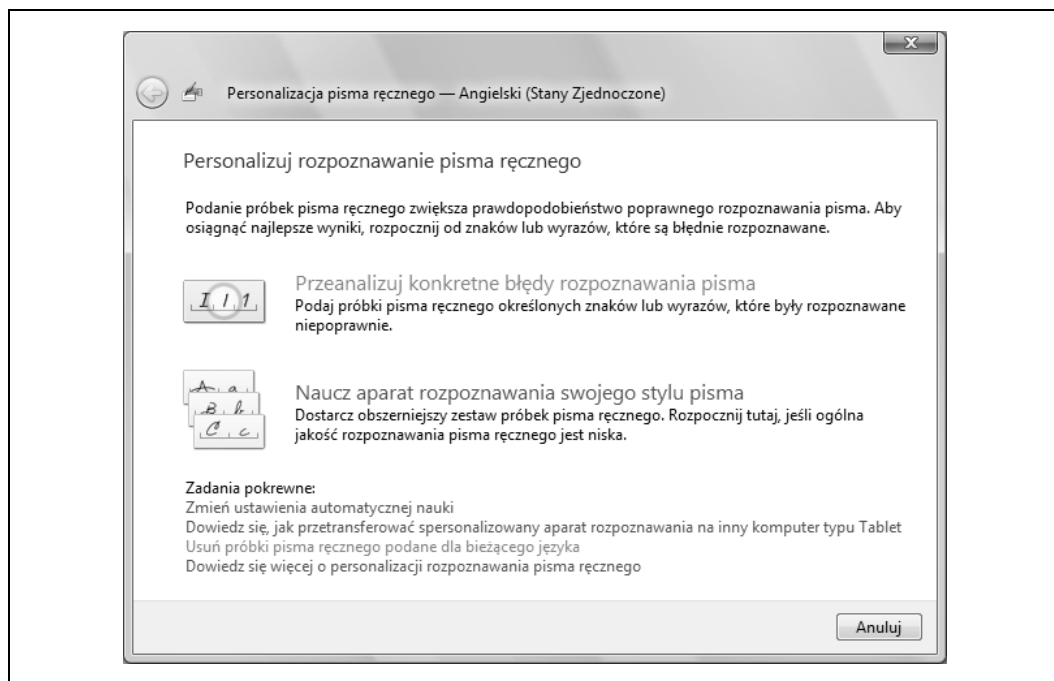 Personalizacja pisma ręcznego — Angielski (Stany Zjednoczone)
Personalizuj rozpoznawanie pisma ręcznego
Podanie próbek pisma ręcznego zwiększa prawdopodobieństwo poprawnego rozpoznawania pisma. Aby
osiągnąć najlepsze wyniki, rozpocznij od znaków lub wyrazów, które są błędnie rozpoznawane.
I 1 1
Przeanalizuj konkretne błędy rozpoznawania pisma
Podaj próbki pisma ręcznego określonych znaków lub wyrazów, które były rozpoznawane
niepoprawnie.
A a
B b
C c
Naucz aparat rozpoznawania swojego stylu pisma
Dostarcz obszerniejszy zestaw próbek pisma ręcznego. Rozpocznij tutaj, jeśli ogólna
jakość rozpoznawania pisma ręcznego jest niska.
Zadania pokrewne:
Zmień ustawienia automatycznej nauki
Dowiedz się, jak przetransferować spersonalizowany aparat rozpoznawania na inny komputer typu Tablet
Usuń próbki pisma ręcznego podane dla bieżącego języka
Dowiedz się więcej o personalizacji rozpoznawania pisma ręcznego
Anuluj